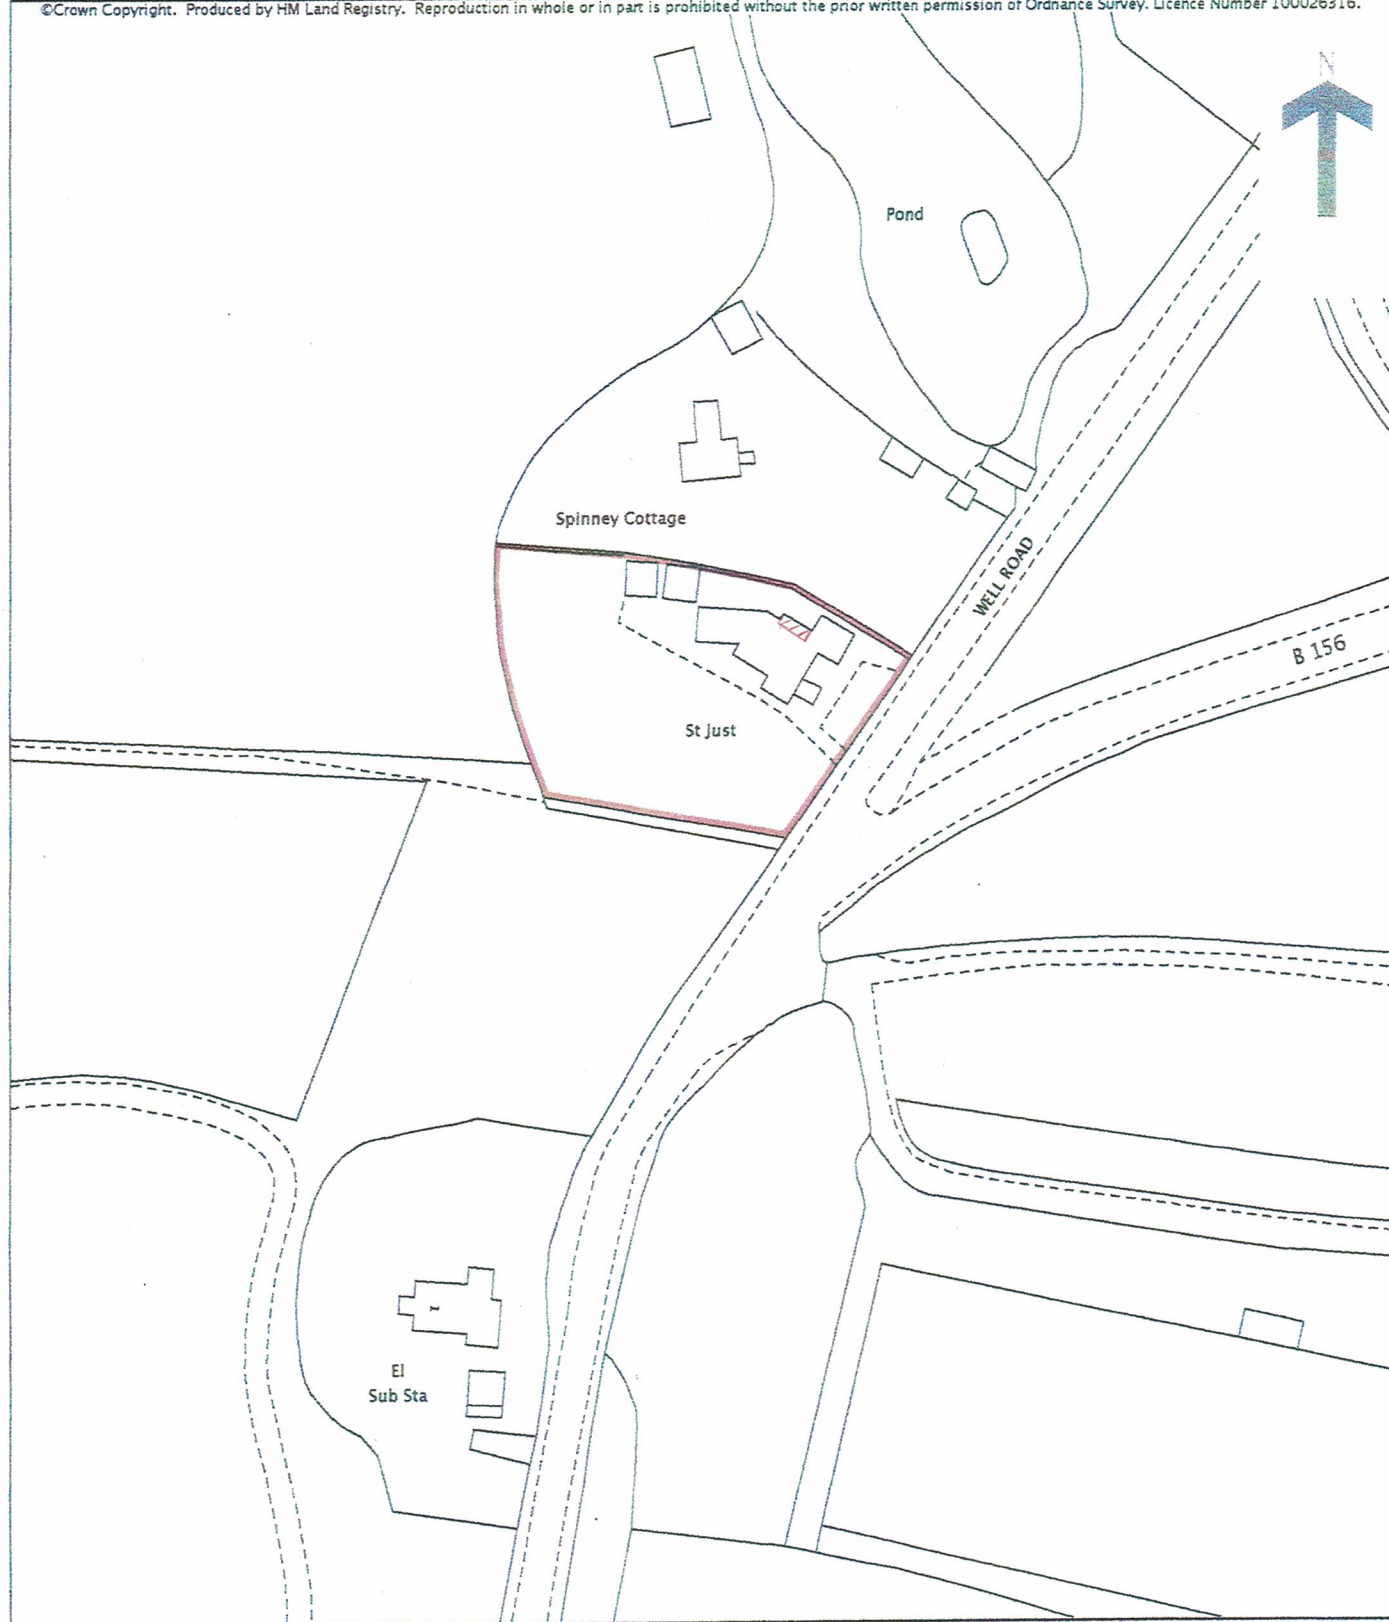 ©Crown Copyright. Produced by HM Land Registry. Reproduction in whole or in part is prohibited without the prior written permission of Ordnance Survey. Licence Number 100026316.
N
Pond
Spinney Cottage
WELL ROAD
B 156
St Just
El
Sub Sta